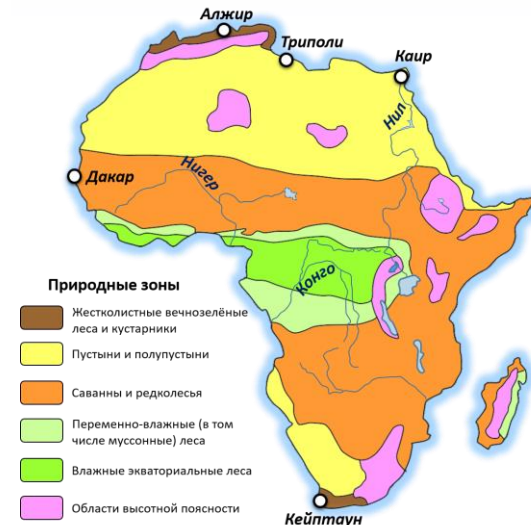 Алжир
Триполи
Каир
Нил
Дакар
Нигер
Конго
Природные зоны
Жестколистные вечнозелёные
леса и кустарники
Пустыни и полупустыни
Саванны и редколесья
Переменно-влажные (в том
числе муссонные) леса
Влажные экваториальные леса
Области высотной поясности
Кейптаун